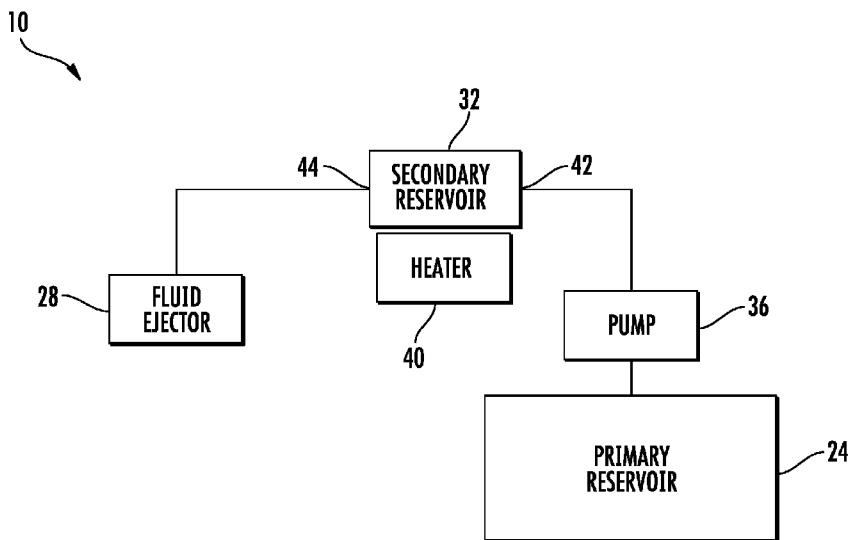 10
32
44
SECONDARY
RESERVOIR
42
HEATER
28
FLUID
EJECTOR
40
PUMP
36
PRIMARY
RESERVOIR
24